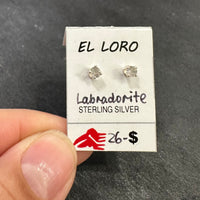 EL LORO
Labradorite
STERLING SILVER
26-$